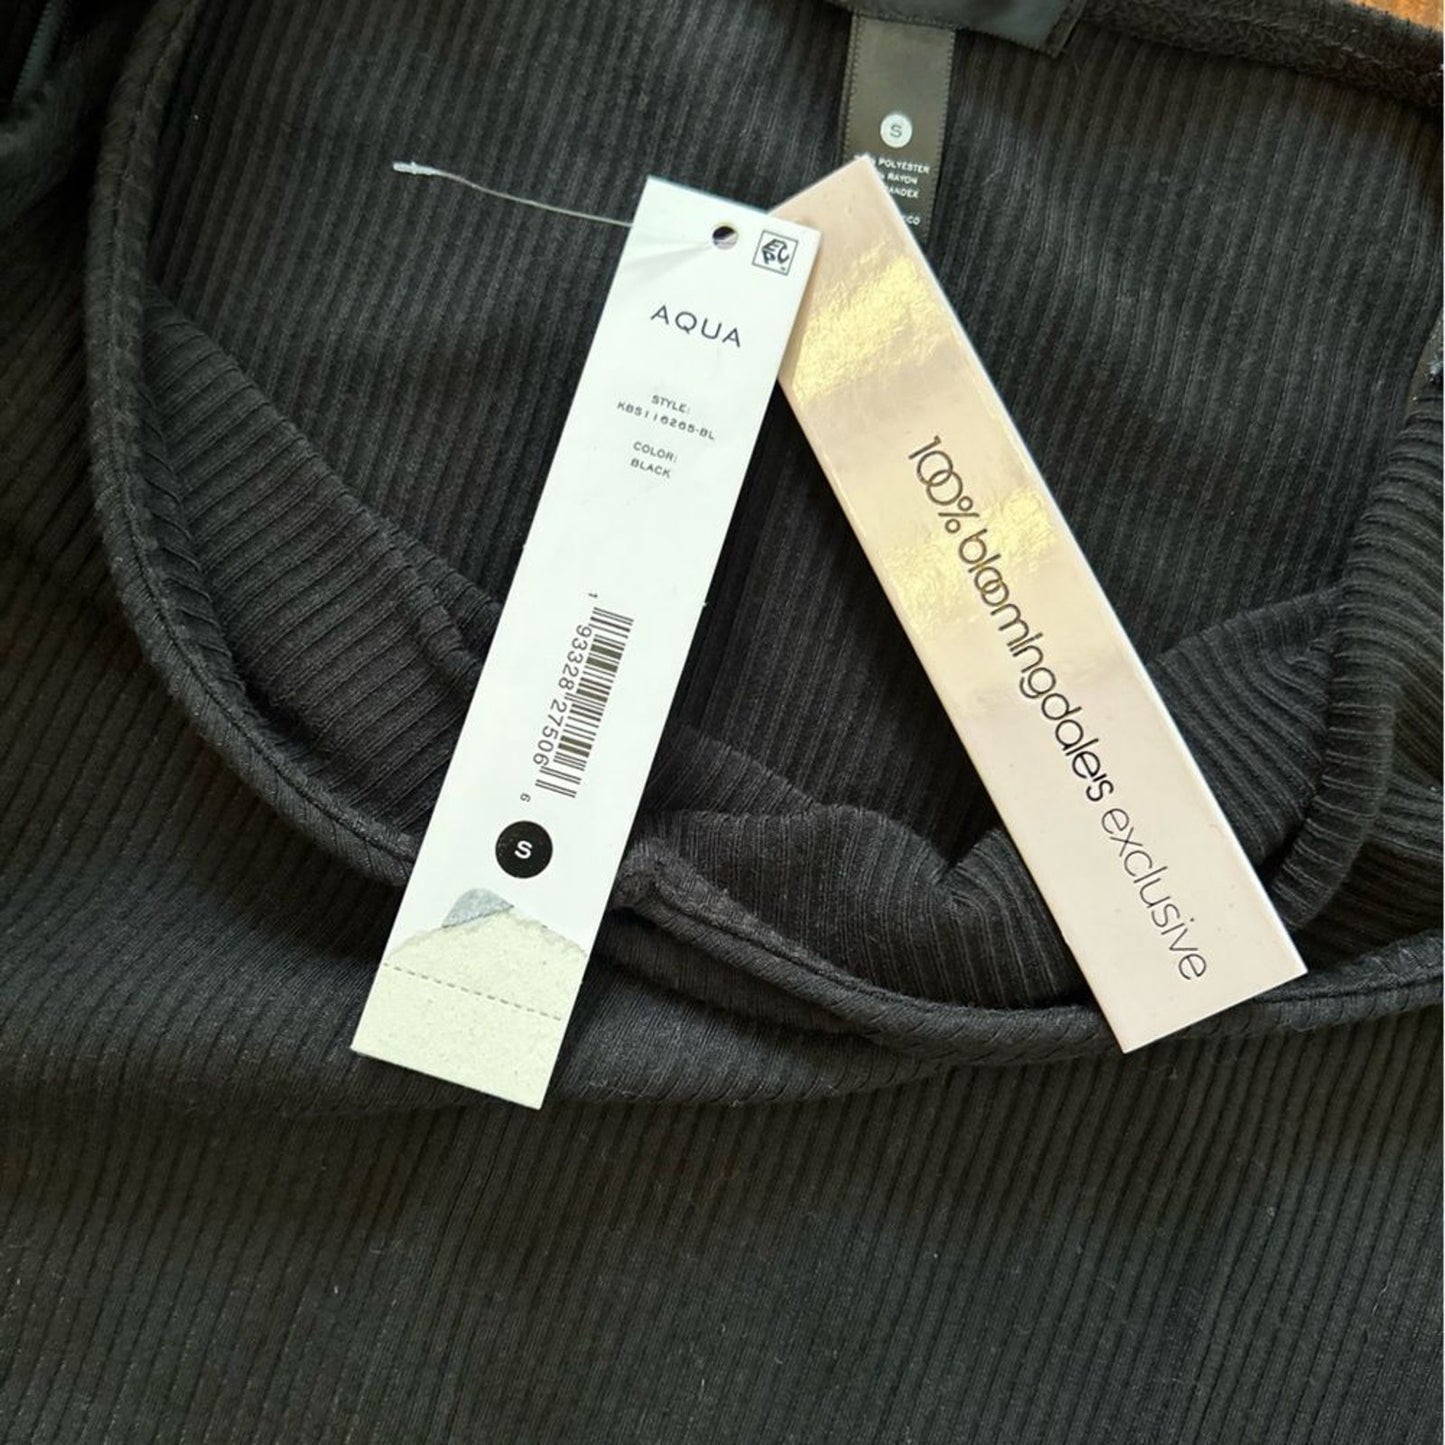 S
POLYESTER
RAYON
AQUA
STYLE:
KBS116265-BL
COLOR:
BLACK
1 93328 27506 6
S
100% bloomingdale's exclusive